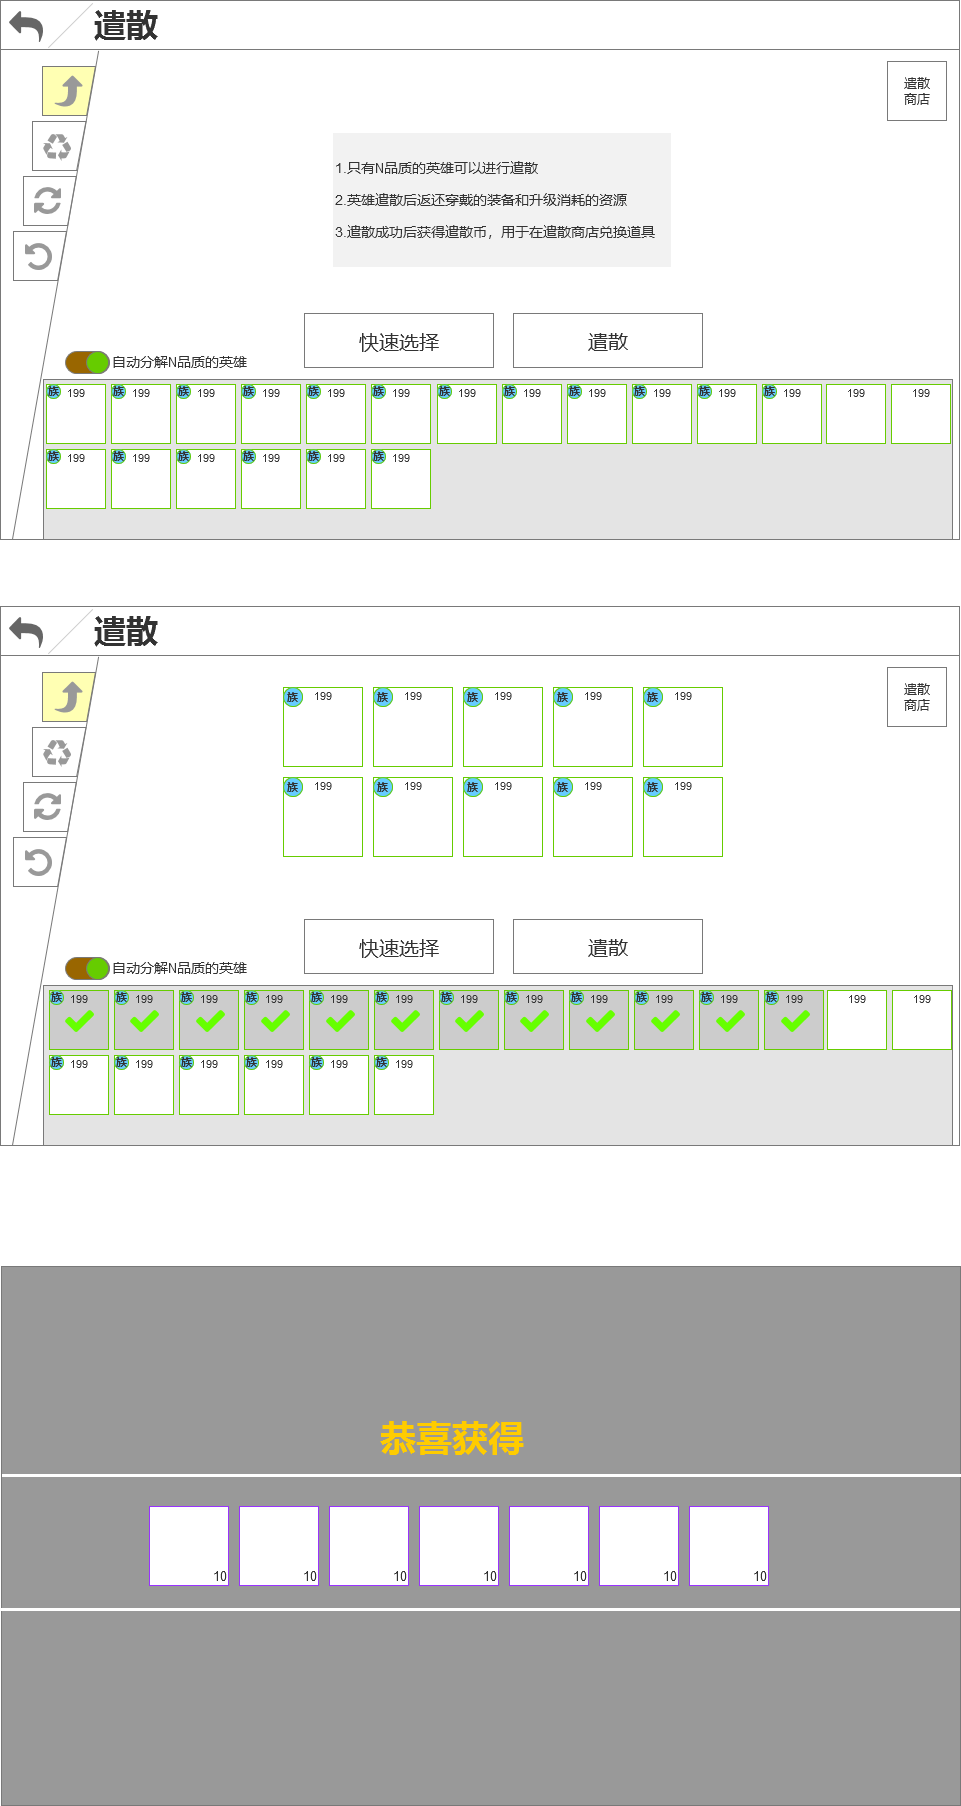 遣散
遣散
商店
1.只有N品质的英雄可以进行遣散
2.英雄遣散后返还穿戴的装备和升级消耗的资源
3.遣散成功后获得遣散币，用于在遣散商店兑换道具
快速选择 遣散
自动分解N品质的英雄
族 199 族 199 族 199 族 199 族 199 族 199 族 199 族 199 族 199 族 199 族 199 族 199 199 199
族 199 族 199 族 199 族 199 族 199 族 199
遣散
遣散
商店
族 199 族 199 族 199 族 199 族 199
族 199 族 199 族 199 族 199 族 199
快速选择 遣散
自动分解N品质的英雄
族 199 族 199 族 199 族 199 族 199 族 199 族 199 族 199 族 199 族 199 族 199 族 199 199 199
族 199 族 199 族 199 族 199 族 199 族 199
恭喜获得
10 10 10 10 10 10 10